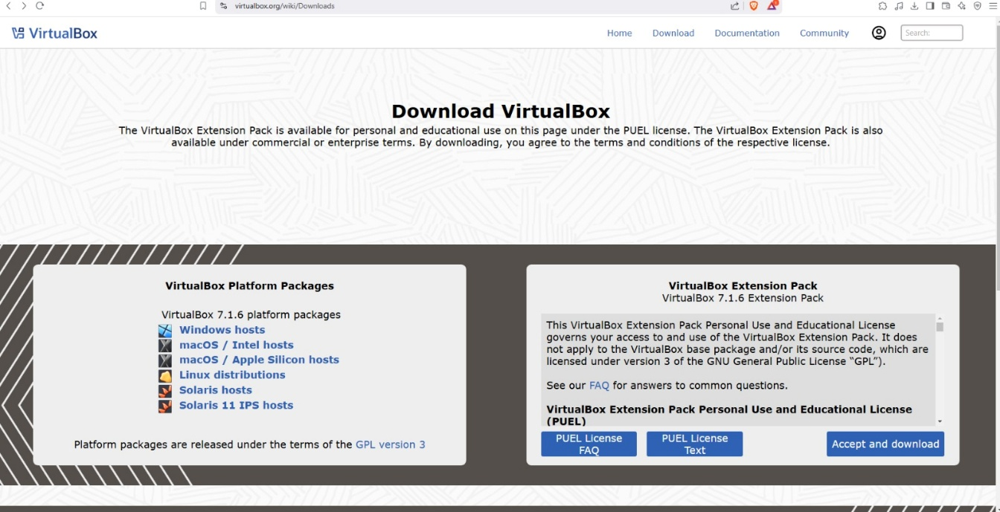 virtualbox.org/wiki/Downloads
VirtualBox
Home
Download
Documentation
Community
Search:
Download VirtualBox
The VirtualBox Extension Pack is available for personal and educational use on this page under the PUEL license. The VirtualBox Extension Pack is also
available under commercial or enterprise terms. By downloading, you agree to the terms and conditions of the respective license.
VirtualBox Platform Packages
VirtualBox 7.1.6 platform packages
Windows hosts
macOS / Intel hosts
macOS / Apple Silicon hosts
Linux distributions
Solaris hosts
Solaris 11 IPS hosts
Platform packages are released under the terms of the GPL version 3
VirtualBox Extension Pack
VirtualBox 7.1.6 Extension Pack
This VirtualBox Extension Pack Personal Use and Educational License
governs your access to and use of the VirtualBox Extension Pack. It does
not apply to the VirtualBox base package and/or its source code, which are
licensed under version 3 of the GNU General Public License “GPL”).
See our FAQ for answers to common questions.
VirtualBox Extension Pack Personal Use and Educational License
(PUEL)
PUEL License
FAQ
PUEL License
Text
Accept and download